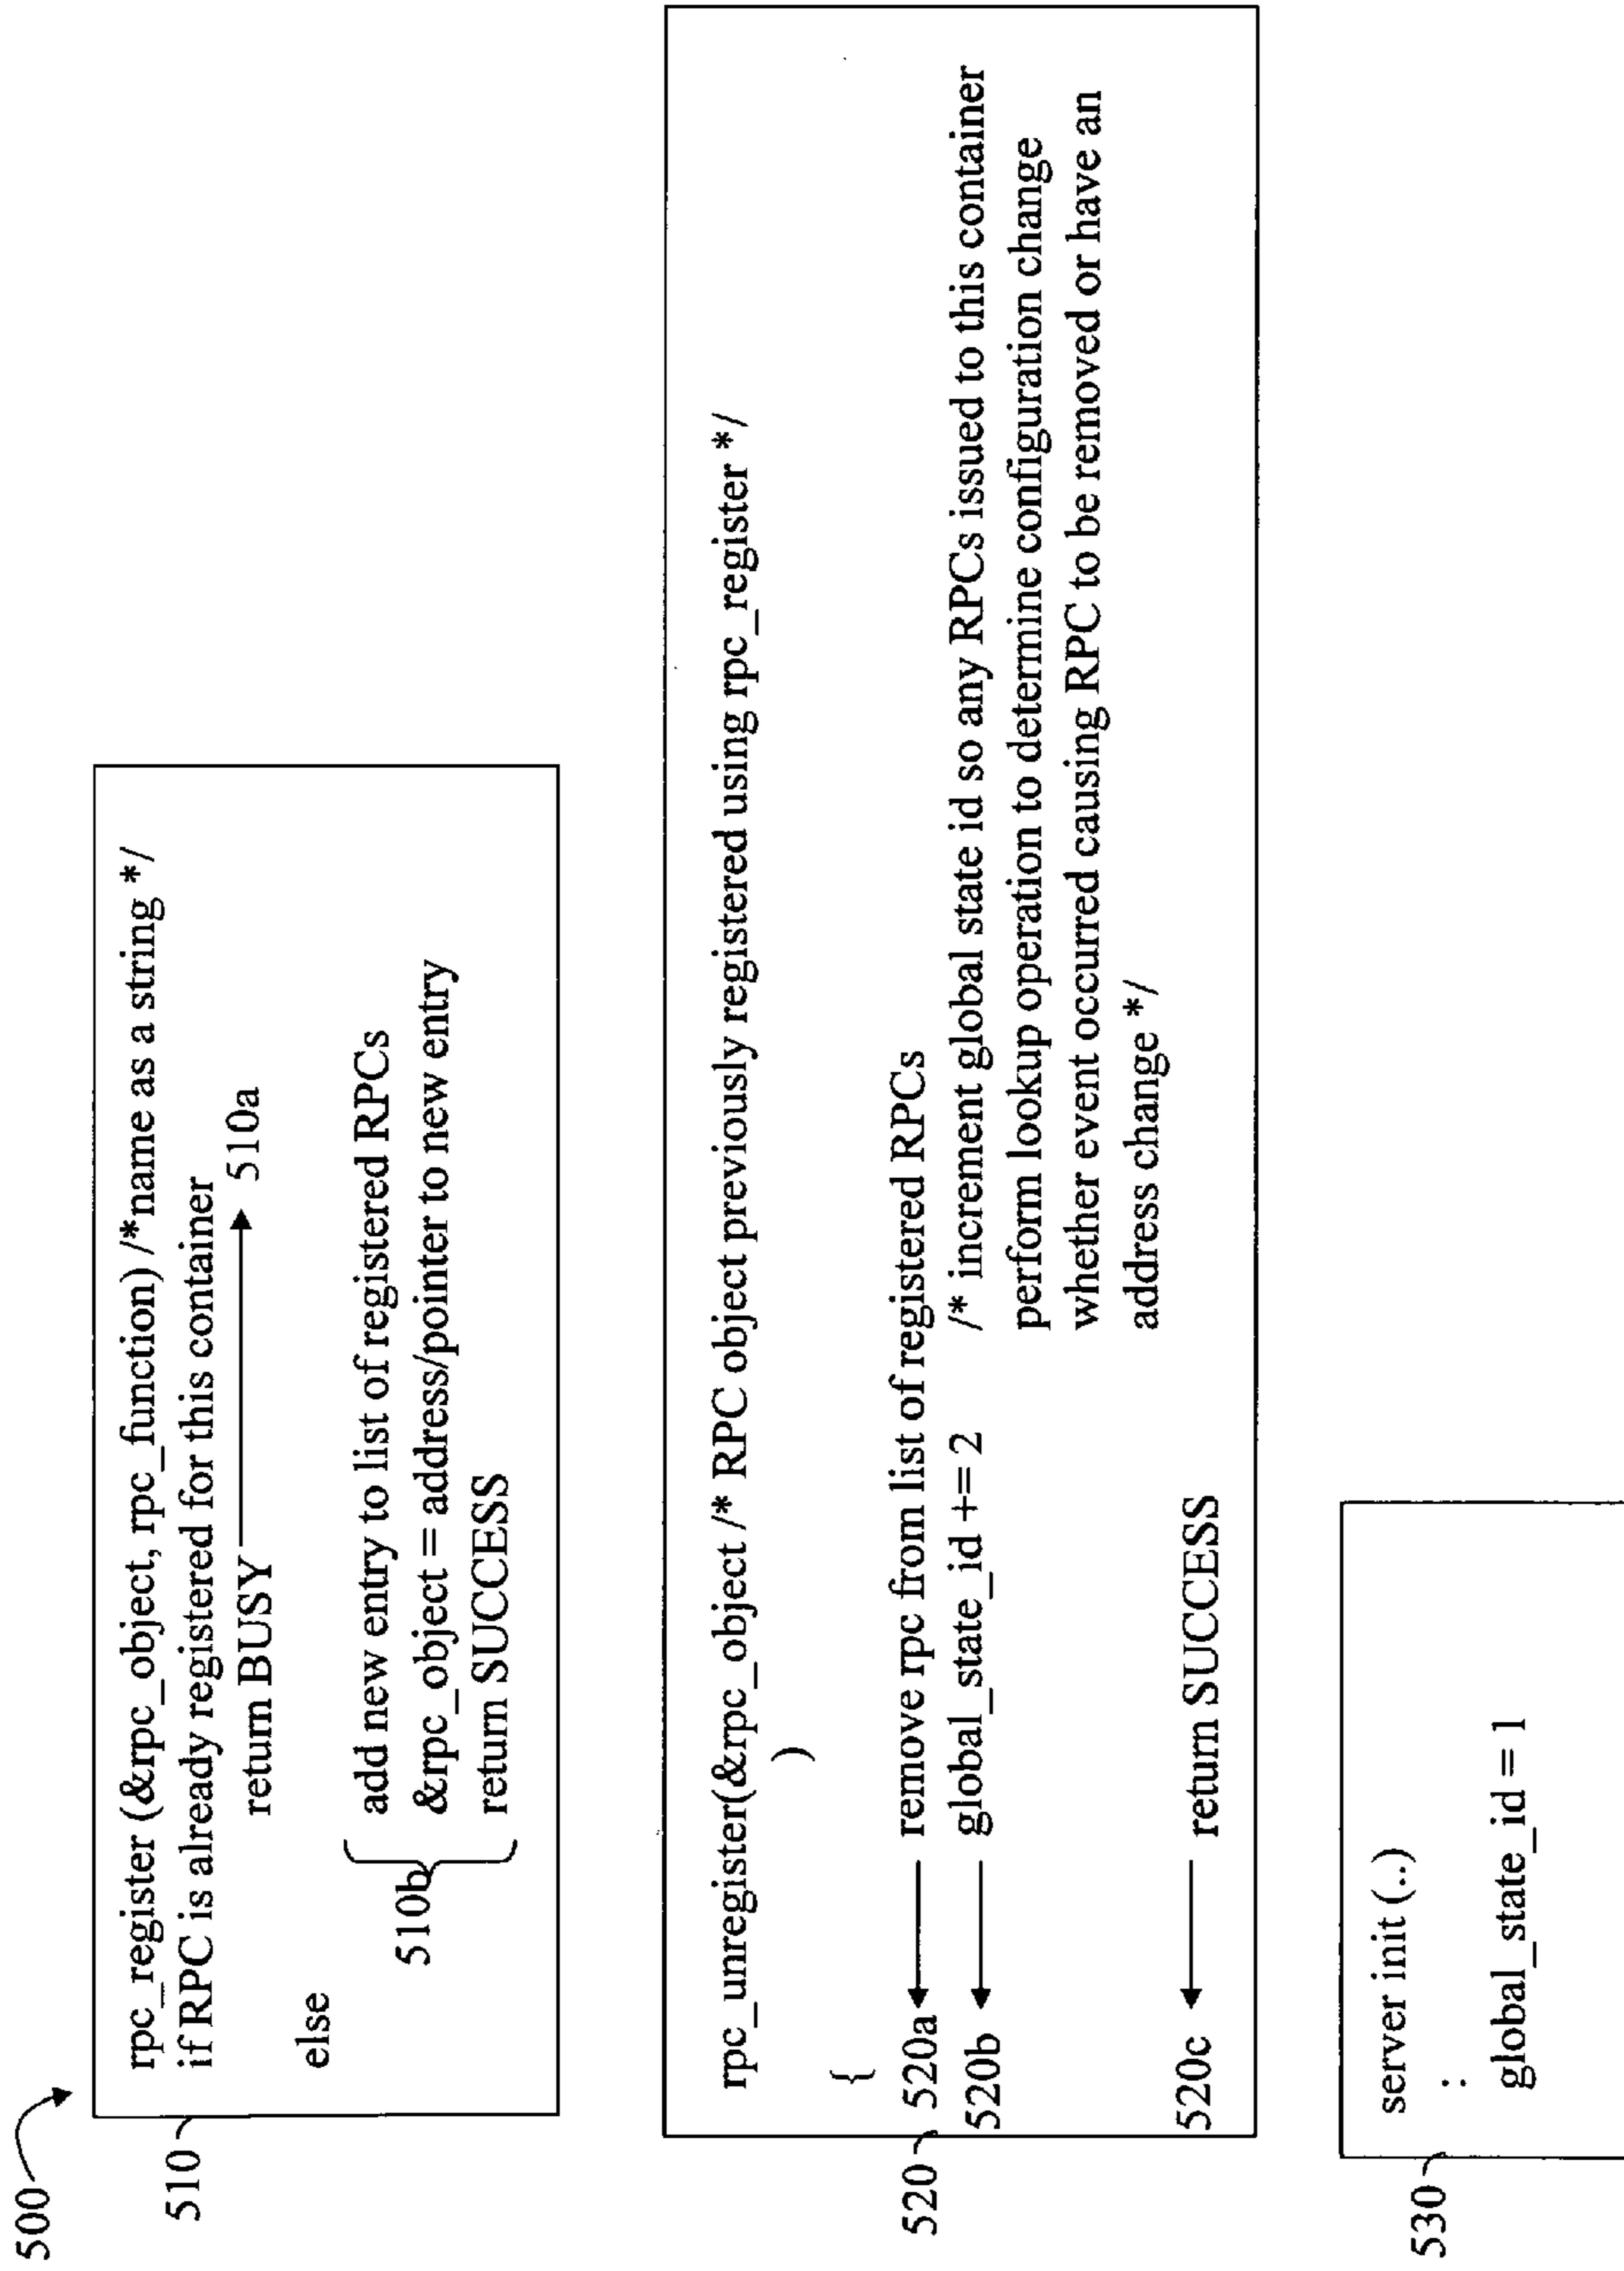 500
510
rpc_register (&rpc_object, rpc_function) /*name as a string */
if RPC is already registered for this container
return BUSY 510a
else
510b
add new entry to list of registered RPCs
&rpc_object = address/pointer to new entry
return SUCCESS
520
rpc_unregister(&rpc_object /* RPC object previously registered using rpc_register */
)
{
520a remove rpc from list of registered RPCs
520b global_state_id += 2 /* increment global state id so any RPCs issued to this container
perform lookup operation to determine configuration change
whether event occurred causing RPC to be removed or have an
address change */
520c return SUCCESS
530
server init (..)
:
global_state_id = 1